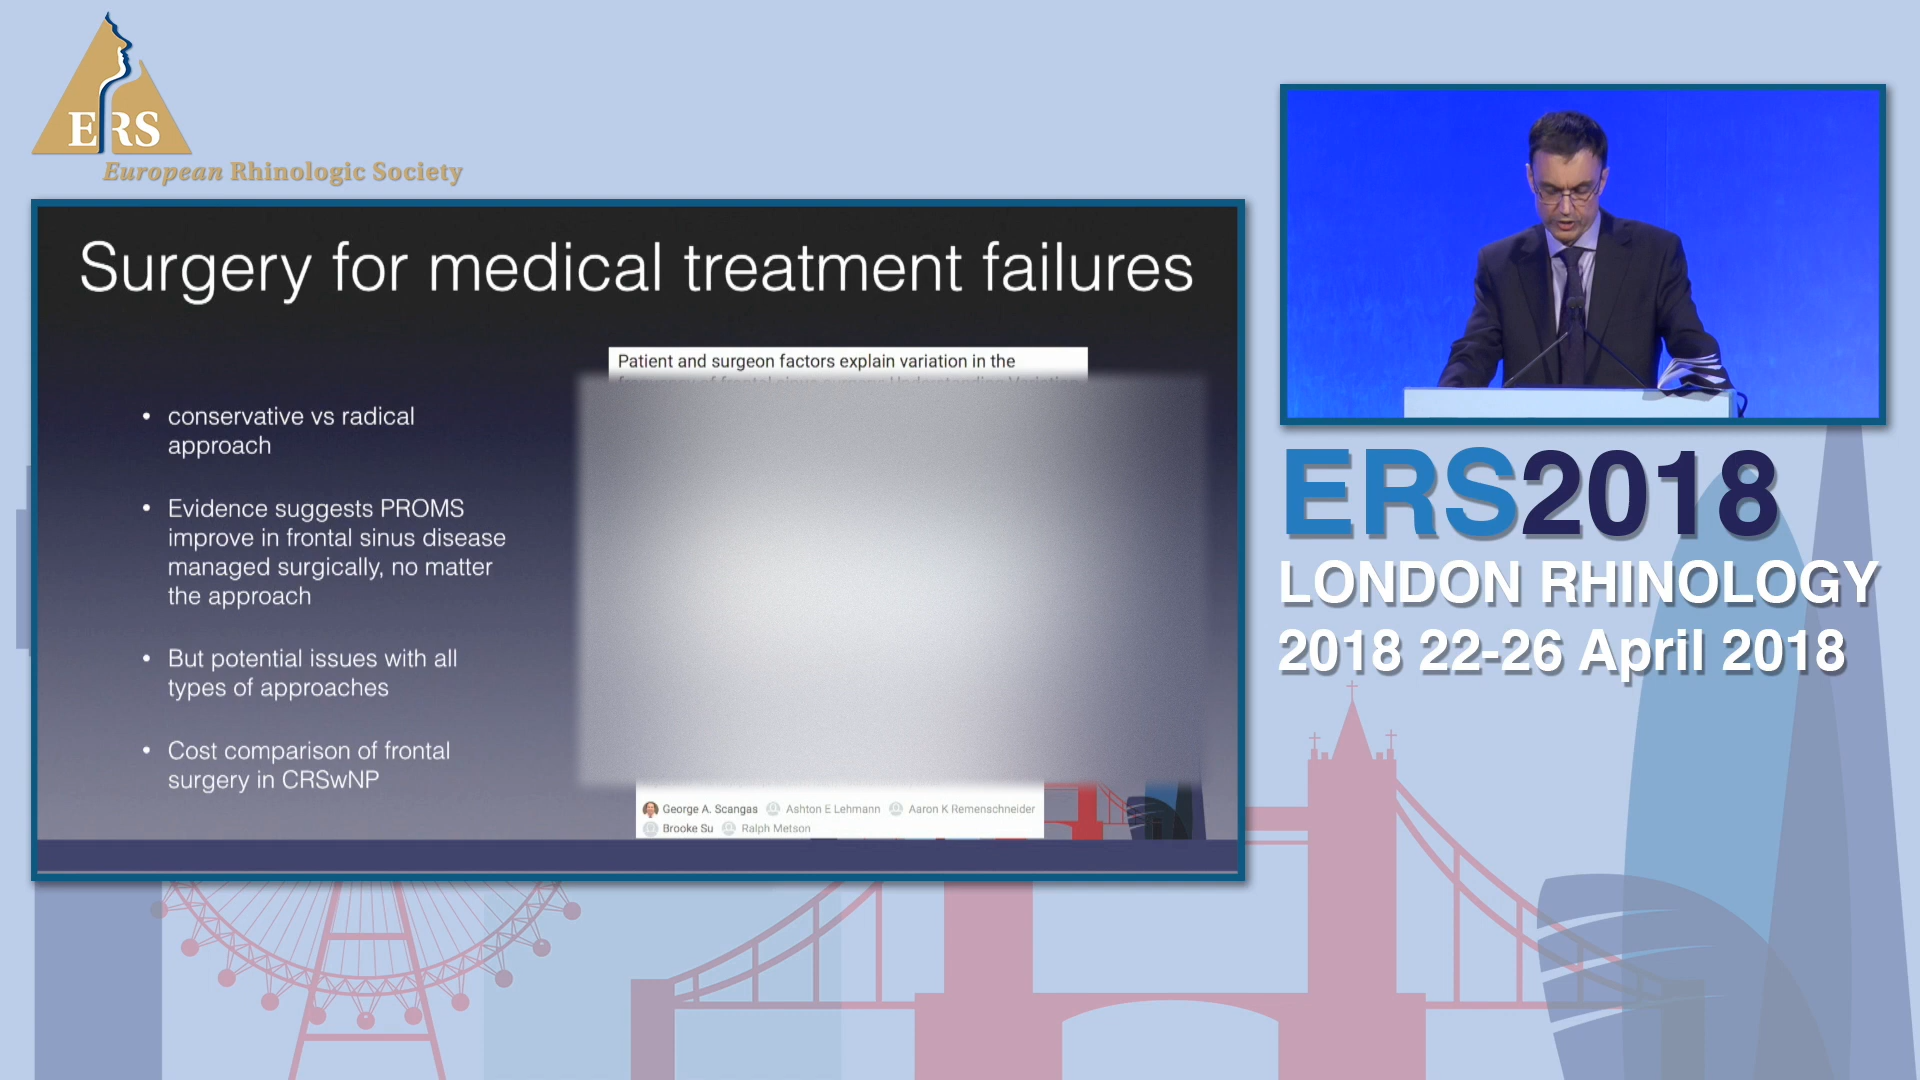 ERS
European Rhinologic Society
Surgery for medical treatment failures
• conservative vs radical
approach
• Evidence suggests PROMS
improve in frontal sinus disease
managed surgically, no matter
the approach
• But potential issues with all
types of approaches
• Cost comparison of frontal
surgery in CRSwNP
Patient and surgeon factors explain variation in the
George A. Scangas Ashton E Lehmann Aaron K Remenschneider
Brooke Su Ralph Metson
ERS2018
LONDON RHINOLOGY
2018 22-26 April 2018